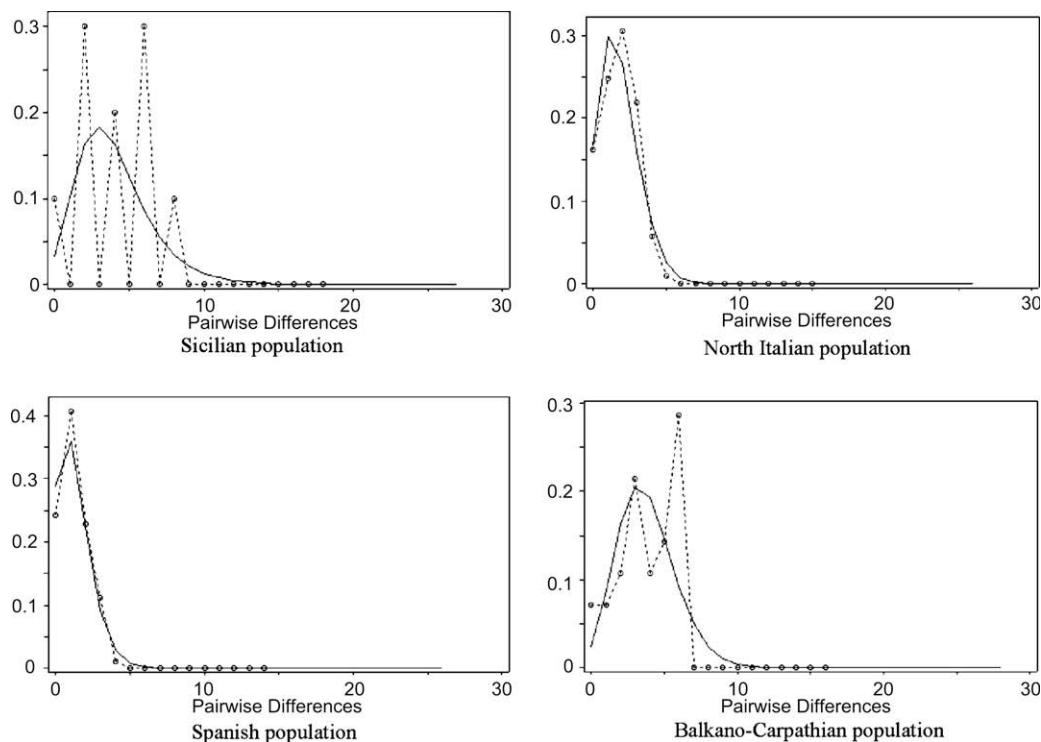 0.3
0.2
0.1
0
0 10 20 30
Pairwise Differences
Sicilian population
0.3
0.2
0.1
0
0 10 20 30
Pairwise Differences
North Italian population
0.4
0.3
0.2
0.1
0
0 10 20 30
Pairwise Differences
Spanish population
0.3
0.2
0.1
0
0 10 20 30
Pairwise Differences
Balkano-Carpathian population